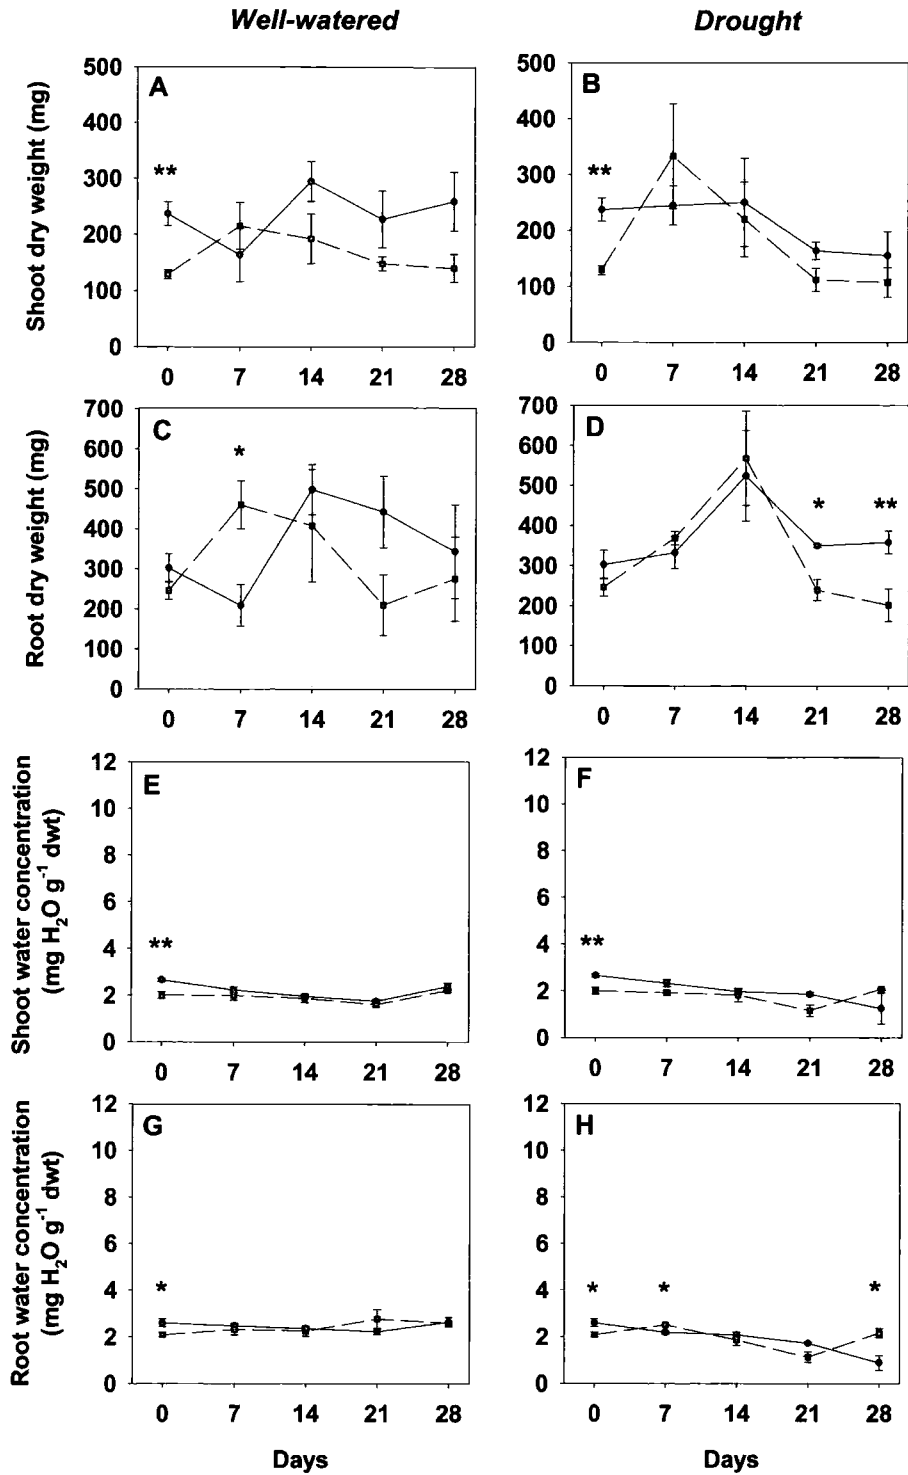 Well-watered
Drought
Shoot dry weight (mg)
500
400
300
200
100
0
A
**
0 7 14 21 28
500
400
300
200
100
0
B
**
0 7 14 21 28
Root dry weight (mg)
700
600
500
400
300
200
100
0
C
*
0 7 14 21 28
700
600
500
400
300
200
100
0
D
* **
0 7 14 21 28
Shoot water concentration
(mg H₂O g⁻¹ dwt)
12
10
8
6
4
2
0
E
**
0 7 14 21 28
12
10
8
6
4
2
0
F
**
0 7 14 21 28
Root water concentration
(mg H₂O g⁻¹ dwt)
12
10
8
6
4
2
0
G
*
0 7 14 21 28
Days
12
10
8
6
4
2
0
H
* * *
0 7 14 21 28
Days